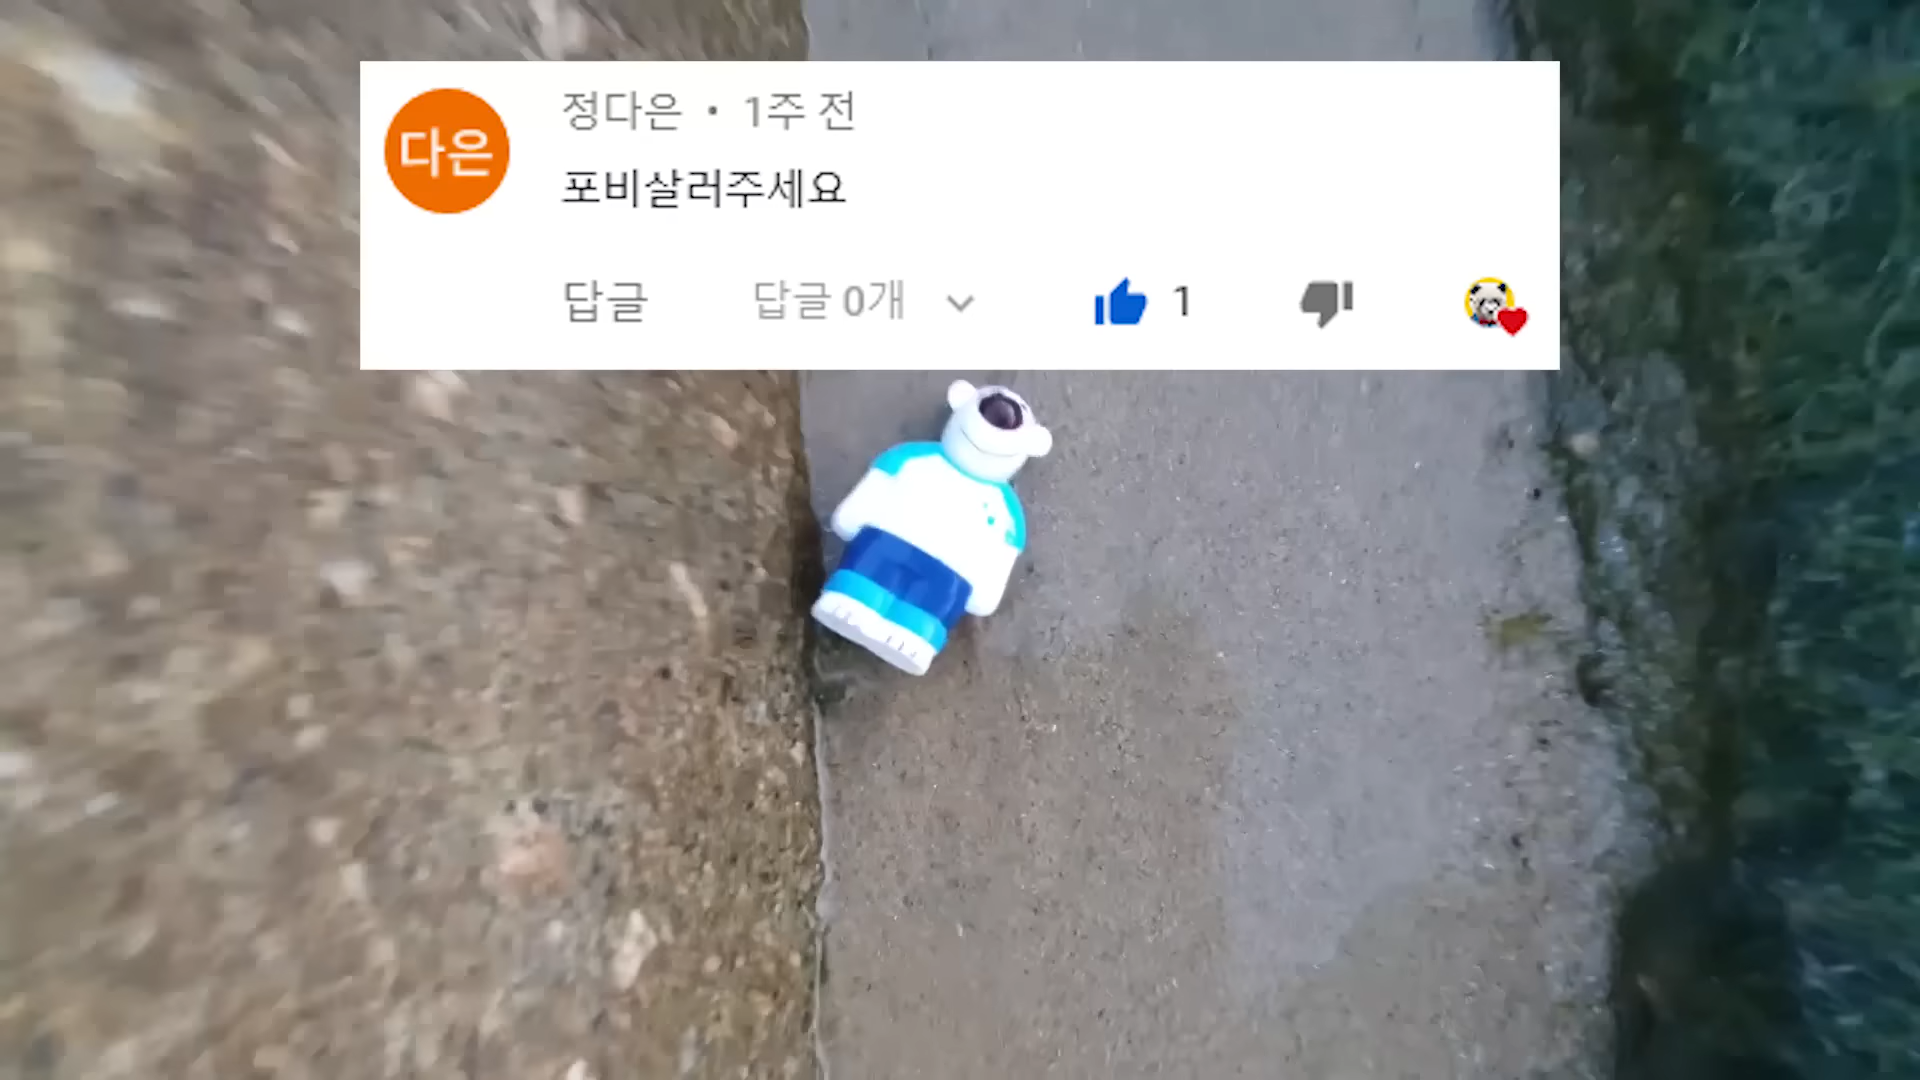 다은
정다은 • 1주 전
포비살러주세요
답글 답글 0개 1